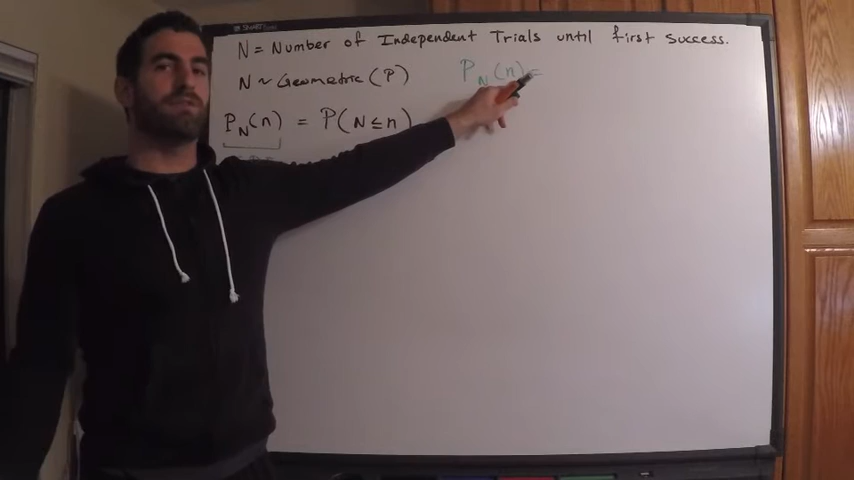 N = Number of Independent Trials until first Success.
N ~ Geometric (P)
P_N(n) =
P_N(n) = P(N ≤ n)